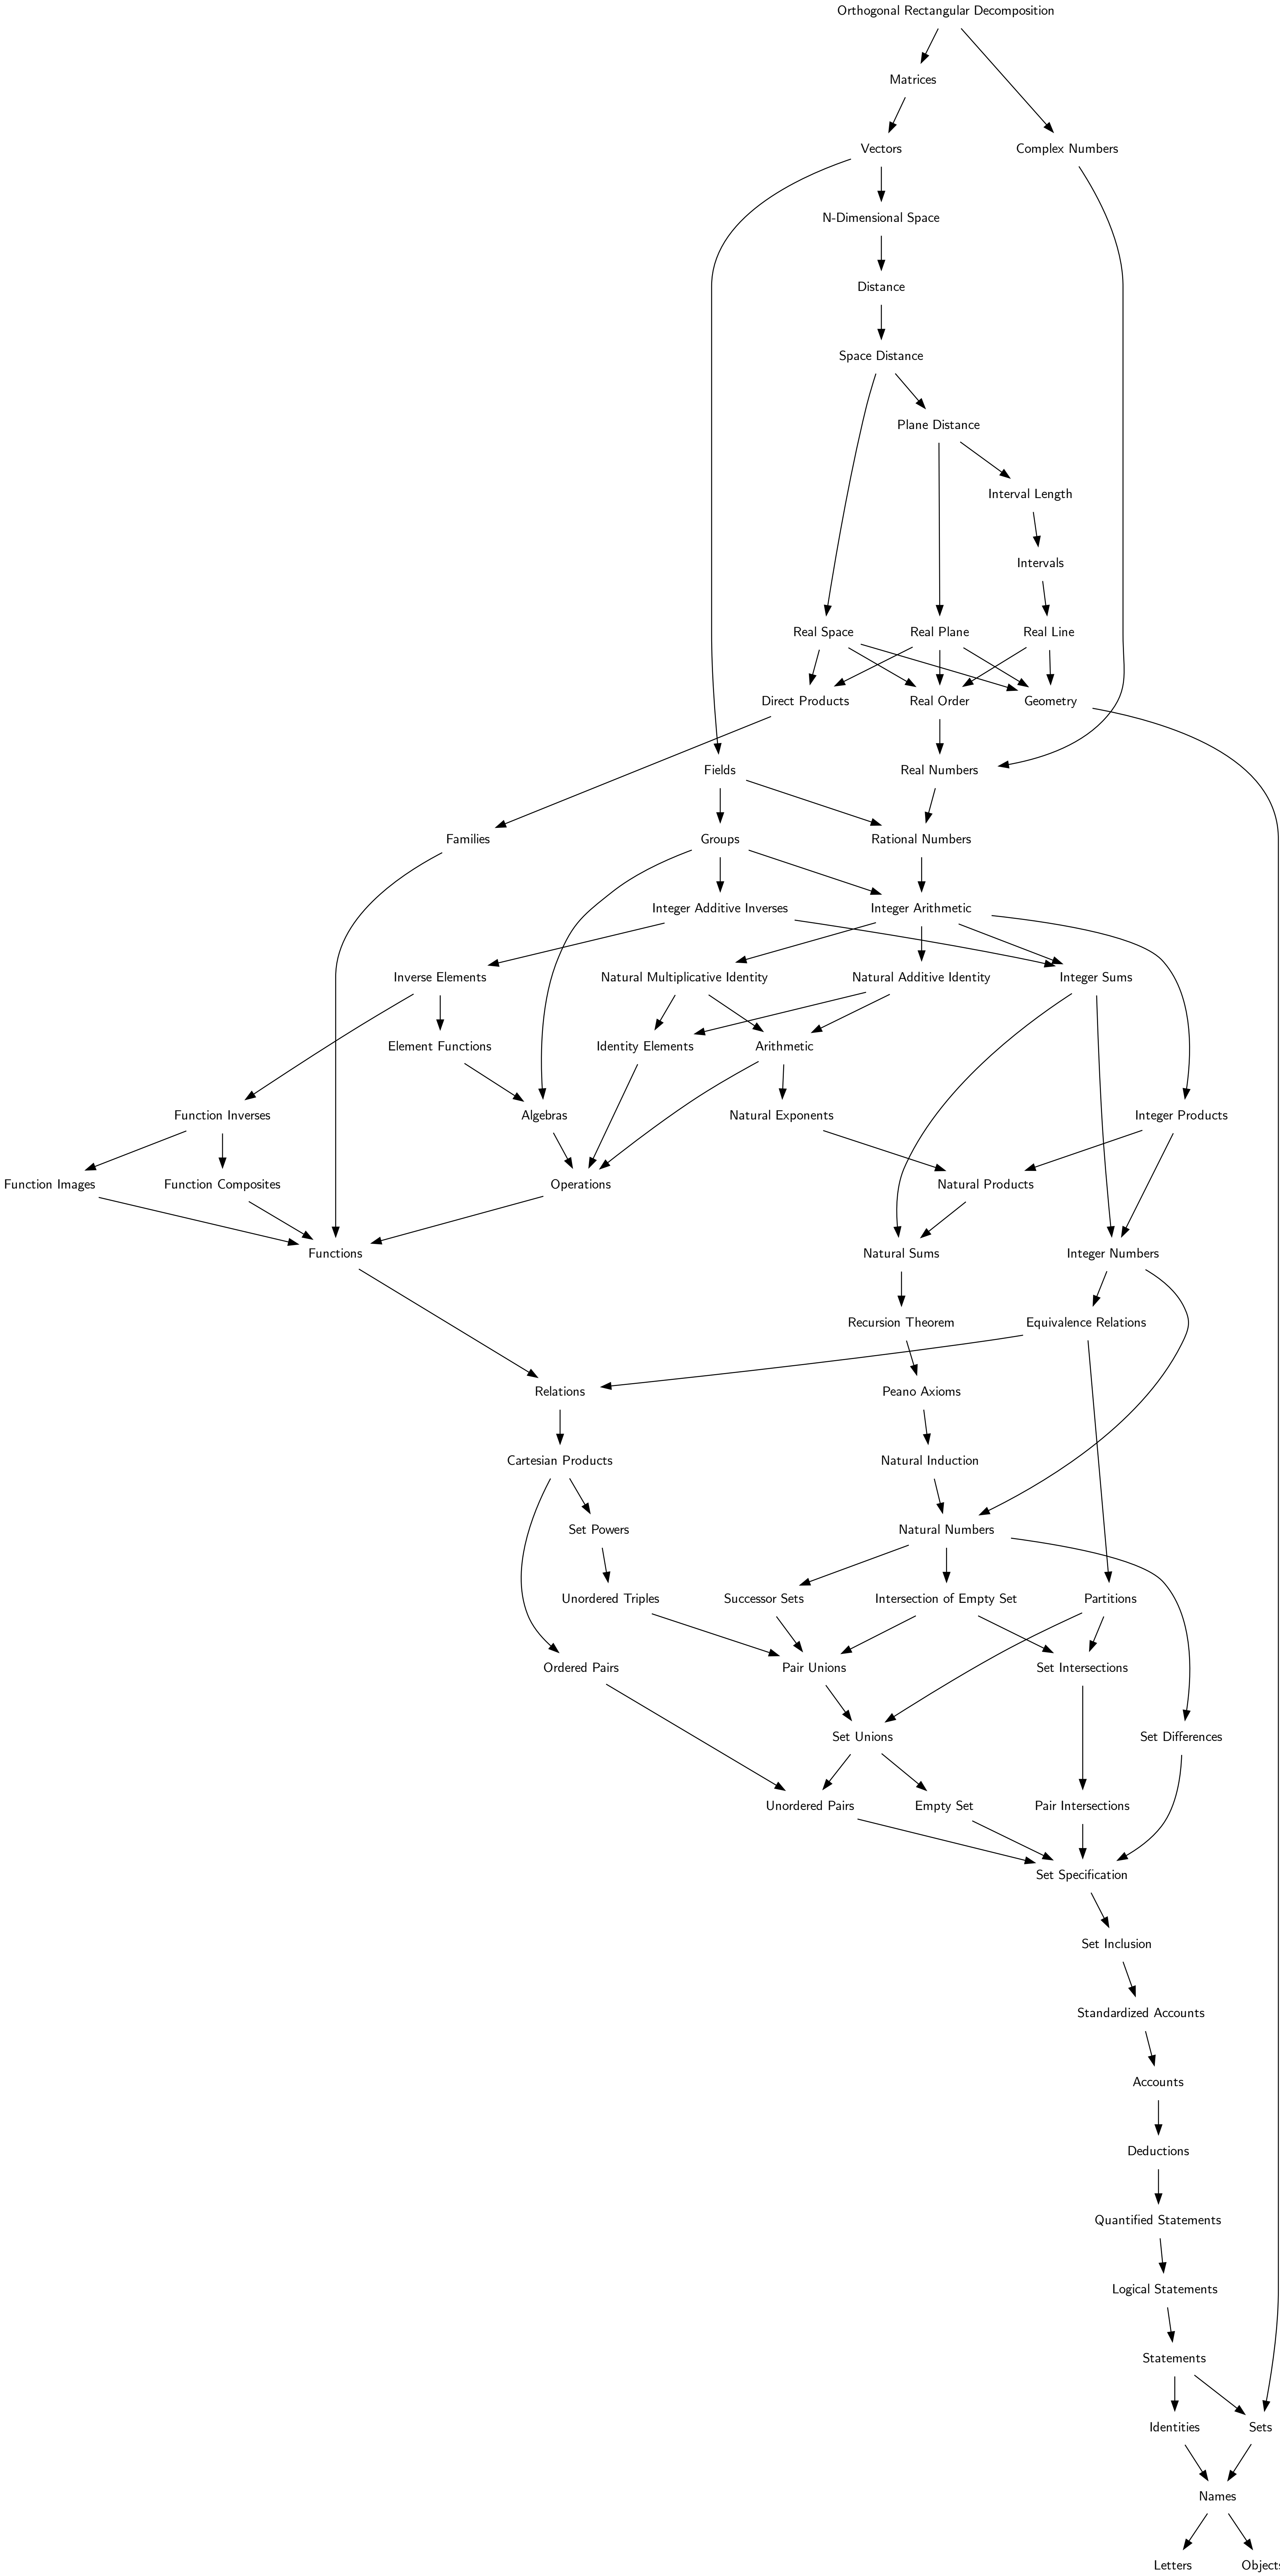 Orthogonal Rectangular Decomposition
Matrices
Vectors
Complex Numbers
N-Dimensional Space
Distance
Space Distance
Plane Distance
Interval Length
Intervals
Real Space
Real Plane
Real Line
Direct Products
Real Order
Geometry
Fields
Real Numbers
Families
Groups
Rational Numbers
Integer Additive Inverses
Integer Arithmetic
Inverse Elements
Natural Multiplicative Identity
Natural Additive Identity
Integer Sums
Element Functions
Identity Elements
Arithmetic
Function Inverses
Algebras
Natural Exponents
Integer Products
Function Images
Function Composites
Operations
Natural Products
Functions
Natural Sums
Integer Numbers
Recursion Theorem
Equivalence Relations
Relations
Peano Axioms
Cartesian Products
Natural Induction
Set Powers
Natural Numbers
Unordered Triples
Successor Sets
Intersection of Empty Set
Partitions
Ordered Pairs
Pair Unions
Set Intersections
Set Unions
Set Differences
Unordered Pairs
Empty Set
Pair Intersections
Set Specification
Set Inclusion
Standardized Accounts
Accounts
Deductions
Quantified Statements
Logical Statements
Statements
Identities
Sets
Names
Letters
Objects